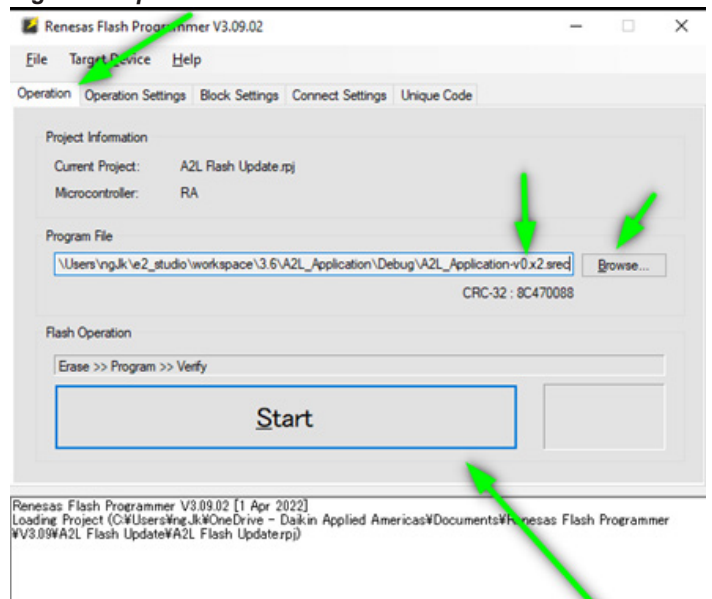 Renesas Flash Programmer V3.09.02
File Target Device Help
Operation Operation Settings Block Settings Connect Settings Unique Code
Project Information
Current Project: A2L Flash Update.rpj
Microcontroller: RA
Program File
\Users\ngJk\e2_studio\workspace\3.6\A2L_Application\Debug\A2L_Application-v0.x2.srec Browse...
CRC-32 : 8C470088
Flash Operation
Erase >> Program >> Verify
Start
Renesas Flash Programmer V3.09.02 [1 Apr 2022]
Loading Project (C:¥Users¥ngJk¥OneDrive - Daikin Applied Americas¥Documents¥Renesas Flash Programmer
¥V3.09¥A2L Flash Update¥A2L Flash Update.rpj)